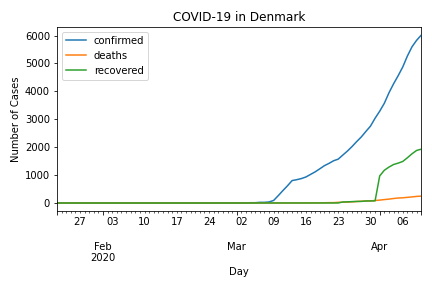 COVID-19 in Denmark
confirmed
deaths
recovered
Number of Cases
6000
5000
4000
3000
2000
1000
0
27 03 10 17 24 02 09 16 23 30 06
Feb Mar Apr
2020
Day